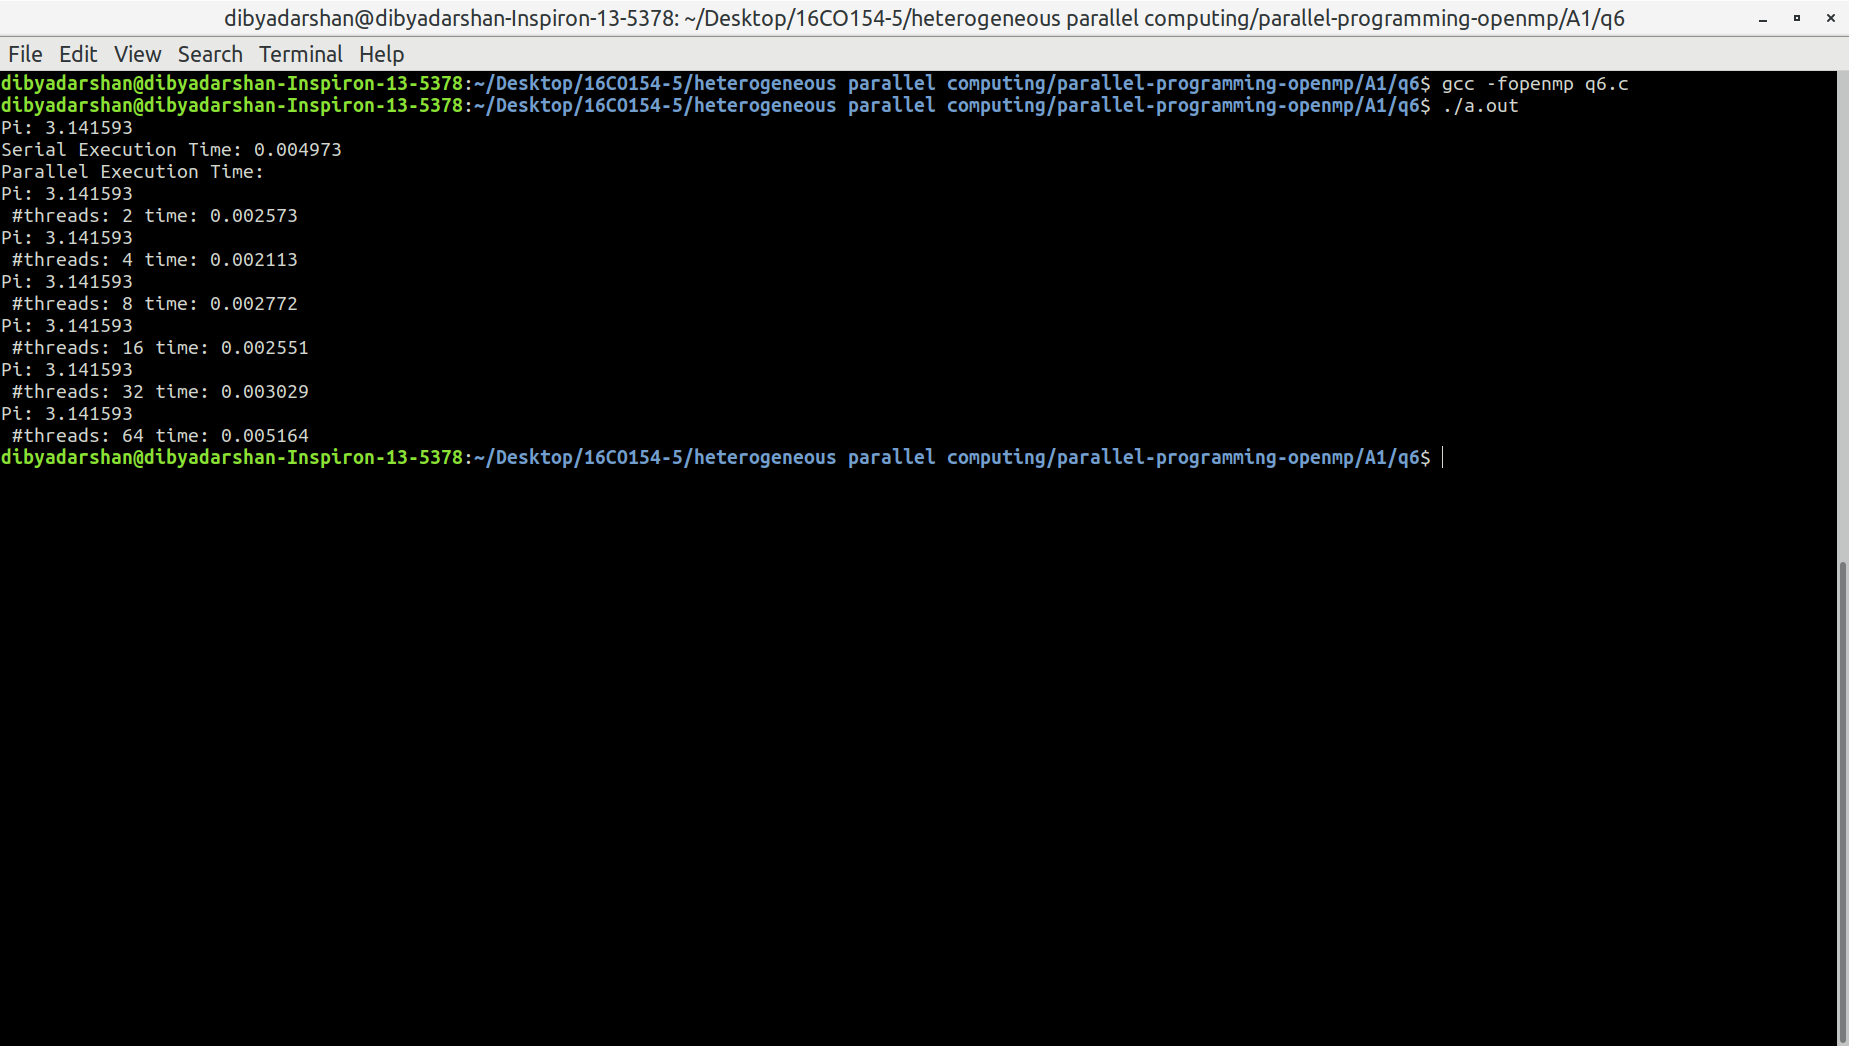 dibyadarshan@dibyadarshan-Inspiron-13-5378: ~/Desktop/16CO154-5/heterogeneous parallel computing/parallel-programming-openmp/A1/q6
File Edit View Search Terminal Help
dibyadarshan@dibyadarshan-Inspiron-13-5378:~/Desktop/16CO154-5/heterogeneous parallel computing/parallel-programming-openmp/A1/q6$ gcc -fopenmp q6.c
dibyadarshan@dibyadarshan-Inspiron-13-5378:~/Desktop/16CO154-5/heterogeneous parallel computing/parallel-programming-openmp/A1/q6$ ./a.out
Pi: 3.141593
Serial Execution Time: 0.004973
Parallel Execution Time:
Pi: 3.141593
 #threads: 2 time: 0.002573
Pi: 3.141593
 #threads: 4 time: 0.002113
Pi: 3.141593
 #threads: 8 time: 0.002772
Pi: 3.141593
 #threads: 16 time: 0.002551
Pi: 3.141593
 #threads: 32 time: 0.003029
Pi: 3.141593
 #threads: 64 time: 0.005164
dibyadarshan@dibyadarshan-Inspiron-13-5378:~/Desktop/16CO154-5/heterogeneous parallel computing/parallel-programming-openmp/A1/q6$